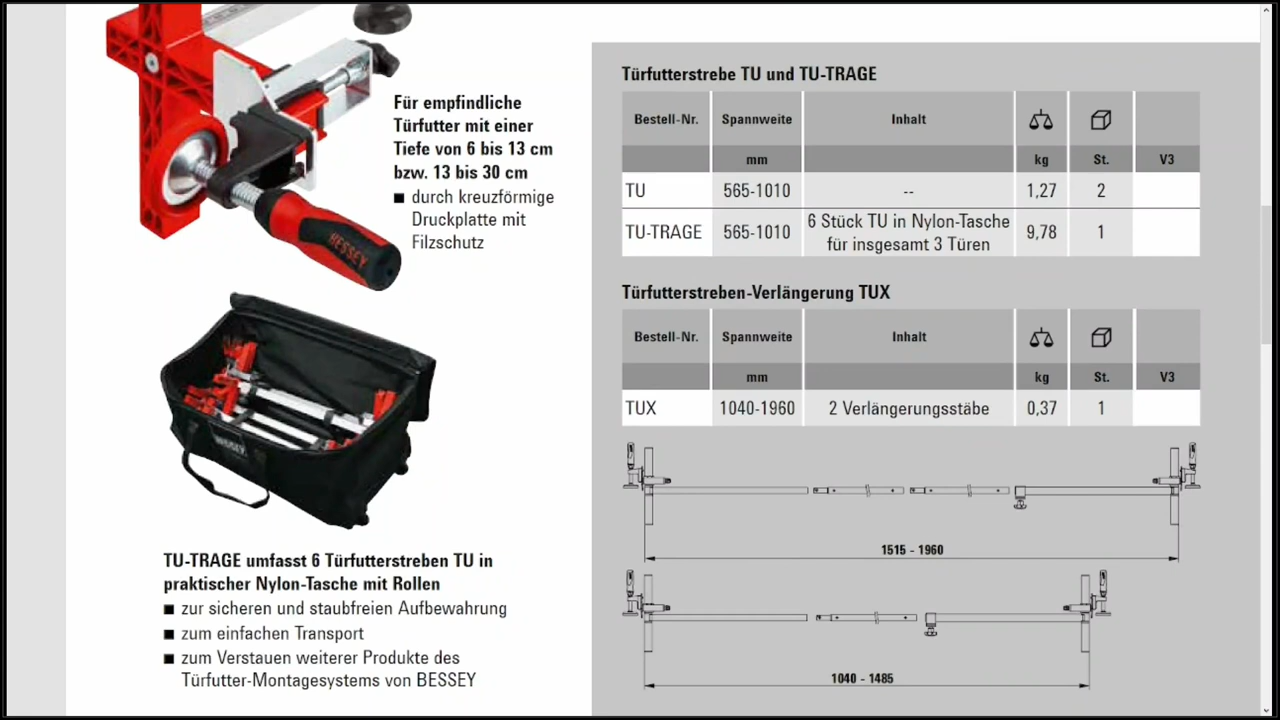 Für empfindliche
Türfutter mit einer
Tiefe von 6 bis 13 cm
bzw. 13 bis 30 cm
■ durch kreuzförmige
Druckplatte mit
Filzschutz
BESSEY
BESSEY
TU-TRAGE umfasst 6 Türfutterstreben TU in
praktischer Nylon-Tasche mit Rollen
■ zur sicheren und staubfreien Aufbewahrung
■ zum einfachen Transport
■ zum Verstauen weiterer Produkte des
Türfutter-Montagesystems von BESSEY
Türfutterstrebe TU und TU-TRAGE
Bestell-Nr. Spannweite Inhalt
mm kg St. V3
TU 565-1010 -- 1,27 2
6 Stück TU in Nylon-Tasche
TU-TRAGE 565-1010 9,78 1
für insgesamt 3 Türen
Türfutterstreben-Verlängerung TUX
Bestell-Nr. Spannweite Inhalt
mm kg St. V3
TUX 1040-1960 2 Verlängerungsstäbe 0,37 1
1515 - 1960
1040 - 1485